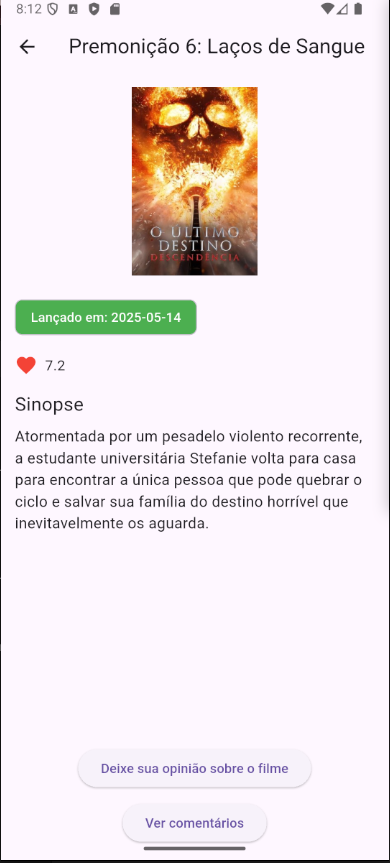 8:12
Premonição 6: Laços de Sangue
O ÚLTIMO
DESTINO
DESCENDÊNCIA
Lançado em: 2025-05-14
7.2
Sinopse
Atormentada por um pesadelo violento recorrente,
a estudante universitária Stefanie volta para casa
para encontrar a única pessoa que pode quebrar o
ciclo e salvar sua família do destino horrível que
inevitavelmente os aguarda.
Deixe sua opinião sobre o filme
Ver comentários